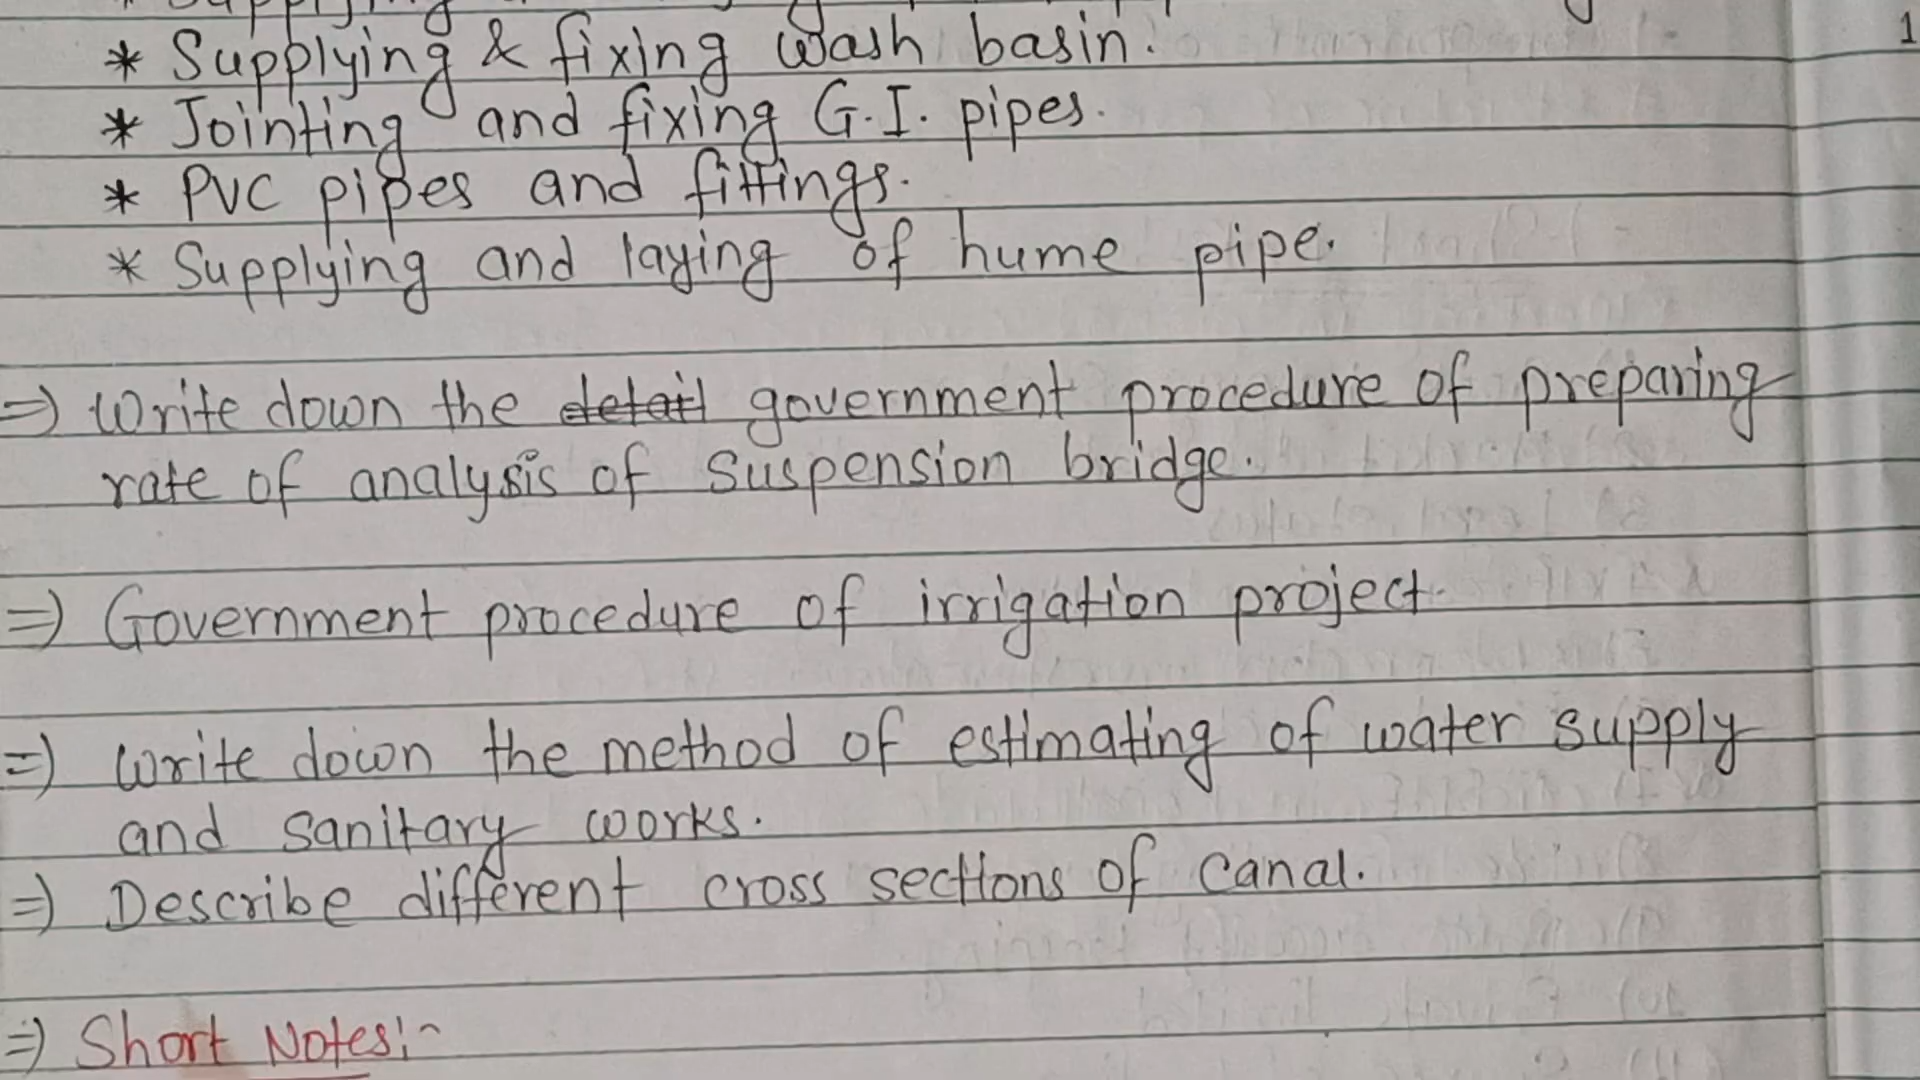 * Supplying & fixing wash basin.
* Jointing and fixing G.I. pipes.
* PVC pipes and fittings.
* Supplying and laying of hume pipe.
=) Write down the detail government procedure of preparing
rate of analysis of suspension bridge.
=) Government procedure of irrigation project.
=) Write down the method of estimating of water supply
and sanitary works.
=) Describe different cross sections of canal.
=) Short Notes:-
1